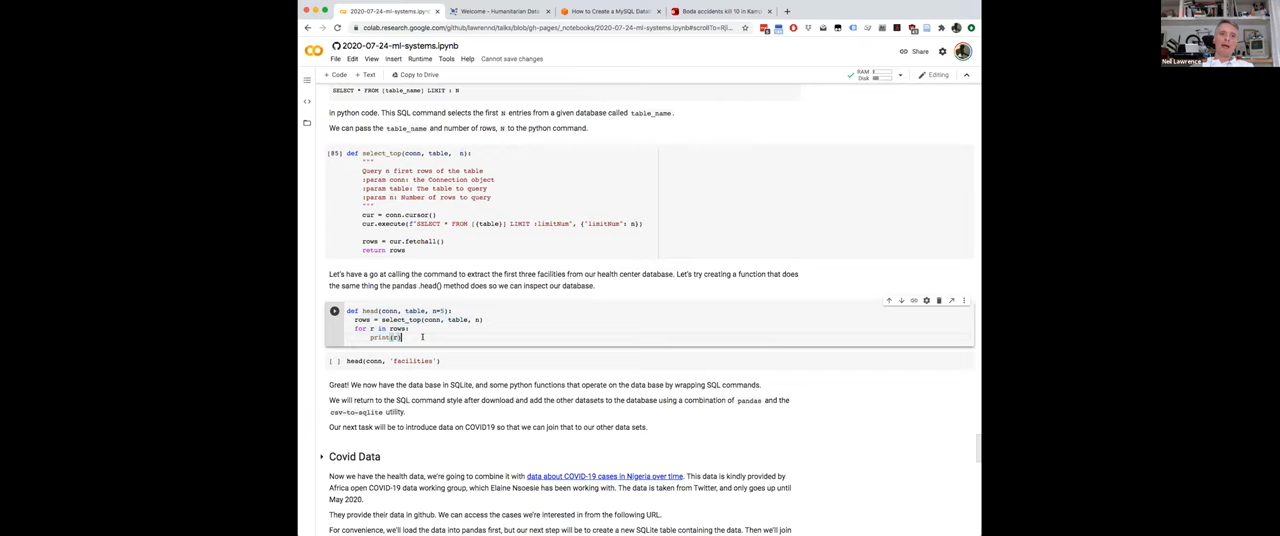 2020-07-24-ml-systems.ipynb
Welcome - Humanitarian Data
How to Create a MySQL Data
Boda accidents kill 10 in Kamp
colab.research.google.com/github/lawrennd/talks/blob/gh-pages/_notebooks/2020-07-24-ml-systems.ipynb#scrollTo=Rjl...
2020-07-24-ml-systems.ipynb
File Edit View Insert Runtime Tools Help Cannot save changes
Share
+ Code + Text Copy to Drive
RAM
Disk
Editing
SELECT * FROM [table_name] LIMIT : N
in python code. This SQL command selects the first N entries from a given database called table_name.
We can pass the table_name and number of rows, N to the python command.
[85] def select_top(conn, table, n):
"""
Query n first rows of the table
:param conn: the Connection object
:param table: The table to query
:param n: Number of rows to query
"""
cur = conn.cursor()
cur.execute(f"SELECT * FROM [{table}] LIMIT :limitNum", {"limitNum": n})
rows = cur.fetchall()
return rows
Let's have a go at calling the command to extract the first three facilities from our health center database. Let's try creating a function that does
the same thing the pandas .head() method does so we can inspect our database.
def head(conn, table, n=5):
rows = select_top(conn, table, n)
for r in rows:
print(r)
[ ] head(conn, 'facilities')
Great! We now have the data base in SQLite, and some python functions that operate on the data base by wrapping SQL commands.
We will return to the SQL command style after download and add the other datasets to the database using a combination of pandas and the
csv-to-sqlite utility.
Our next task will be to introduce data on COVID19 so that we can join that to our other data sets.
Covid Data
Now we have the health data, we're going to combine it with data about COVID-19 cases in Nigeria over time. This data is kindly provided by
Africa open COVID-19 data working group, which Elaine Nsoesie has been working with. The data is taken from Twitter, and only goes up until
May 2020.
They provide their data in github. We can access the cases we're interested in from the following URL.
For convenience, we'll load the data into pandas first, but our next step will be to create a new SQLite table containing the data. Then we'll join
Neil Lawrence